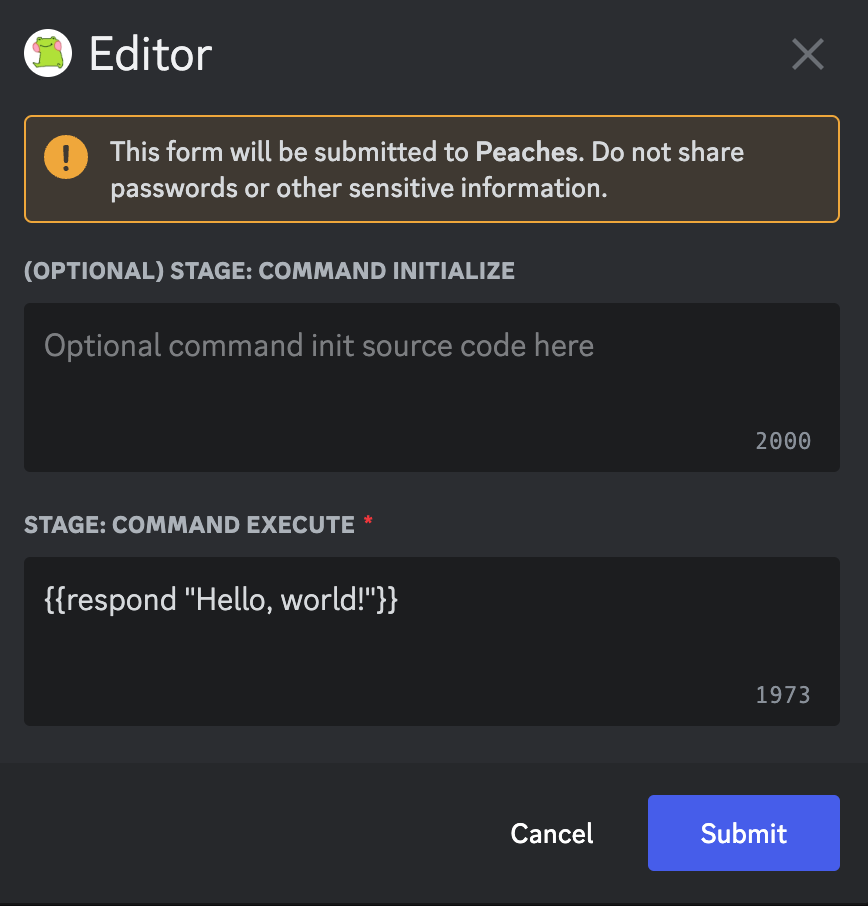 Editor
This form will be submitted to Peaches. Do not share
passwords or other sensitive information.
(OPTIONAL) STAGE: COMMAND INITIALIZE
Optional command init source code here
2000
STAGE: COMMAND EXECUTE *
{{respond "Hello, world!"}}
1973
Cancel
Submit